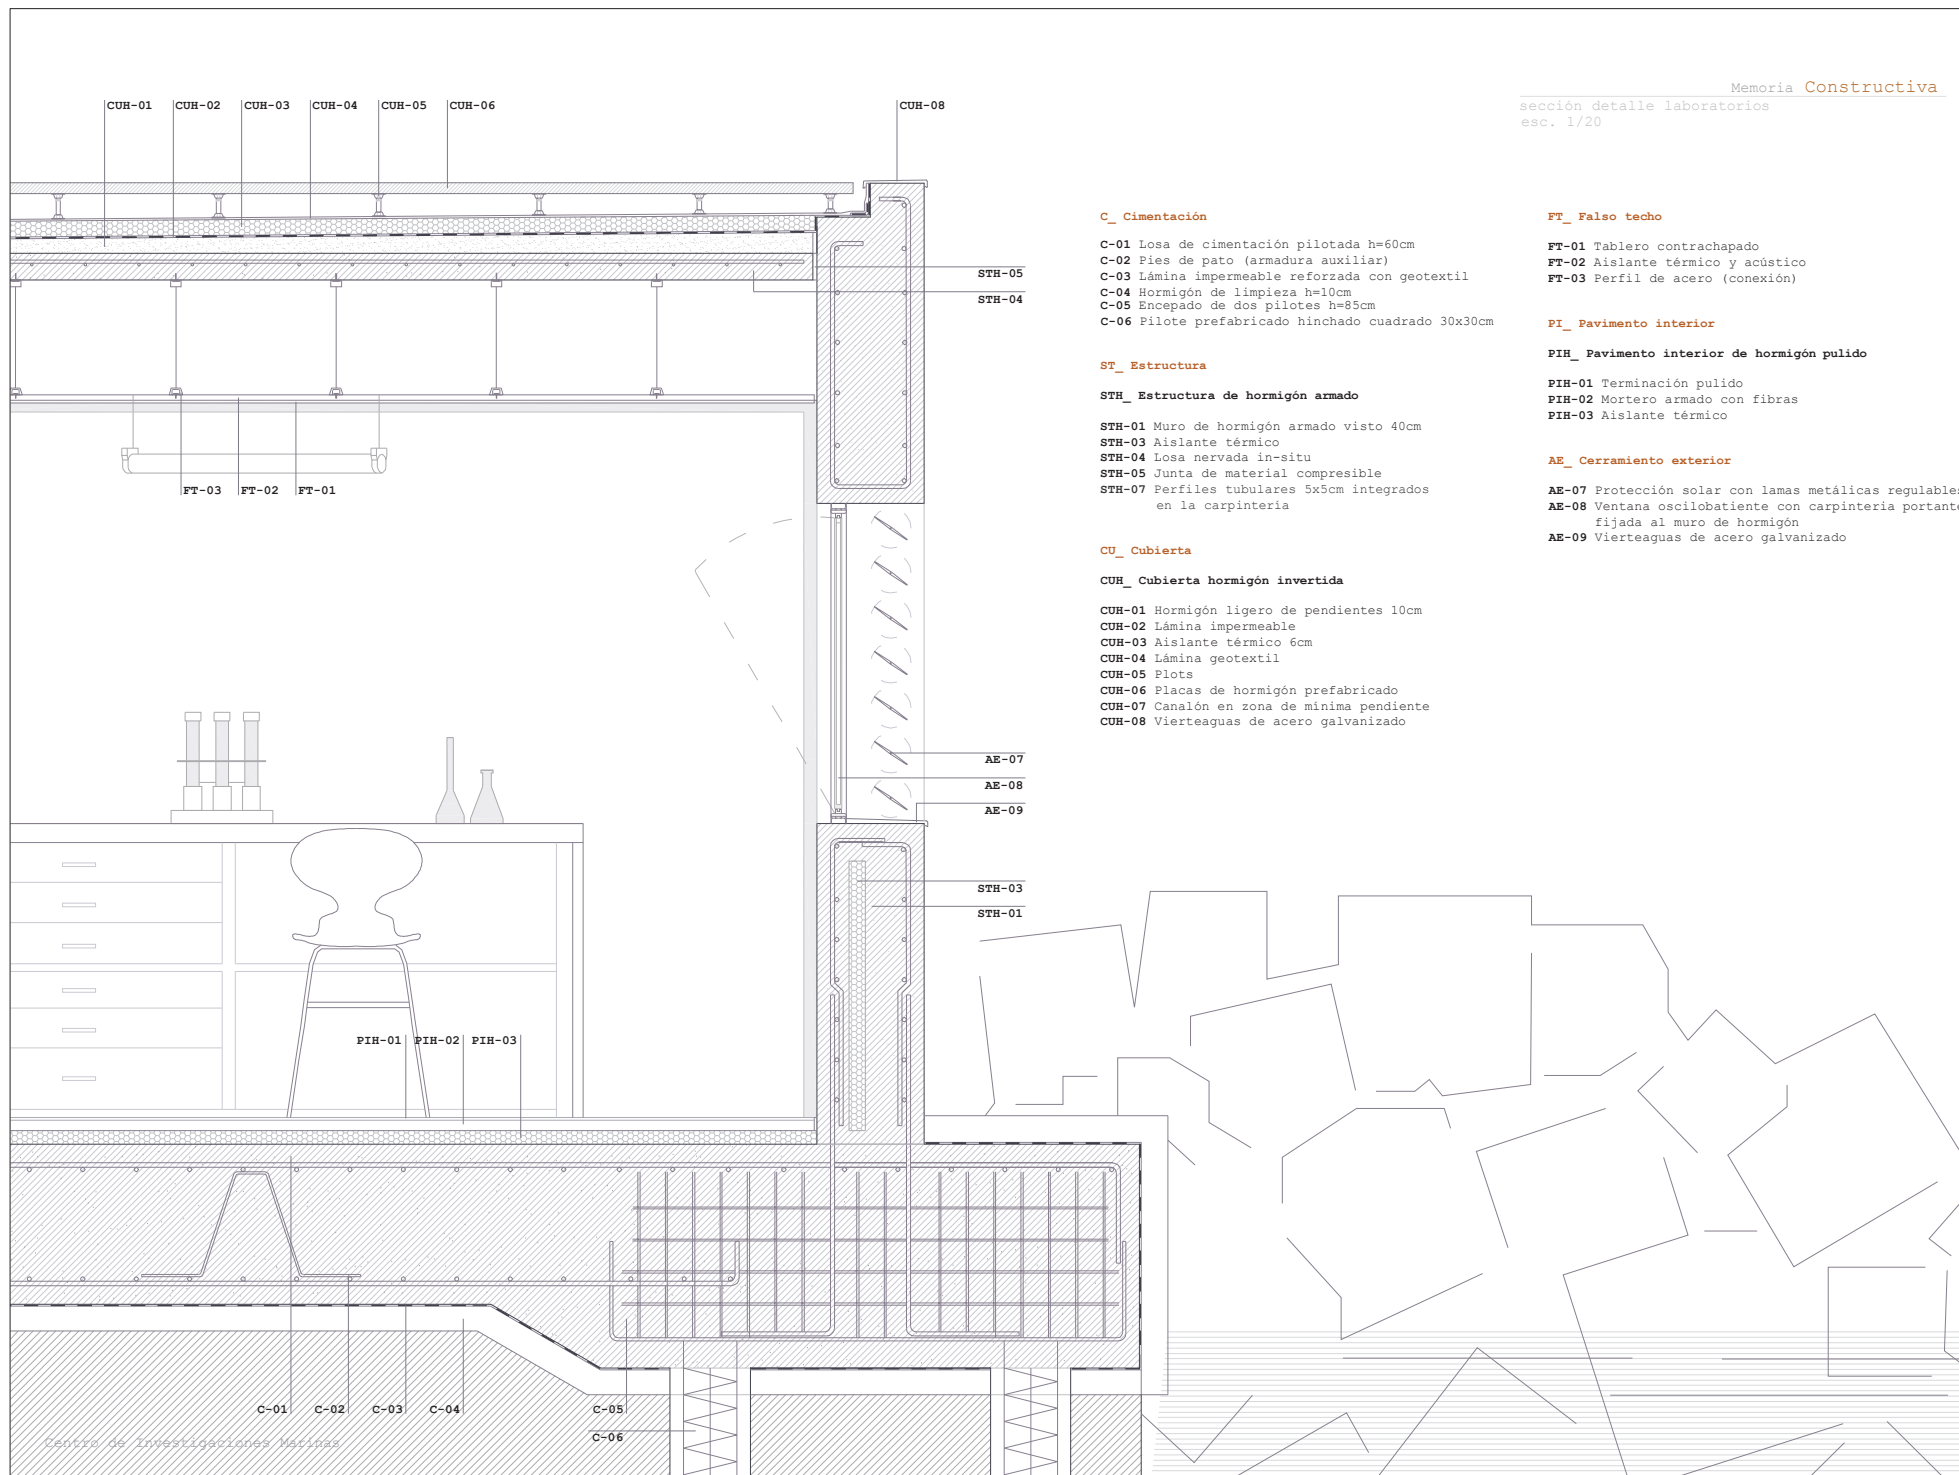 CUH-01 CUH-02 CUH-03 CUH-04 CUH-05 CUH-06
CUH-08
Memoria Constructiva
sección detalle laboratorios
esc. 1/20
STH-05
STH-04
FT-03 FT-02 FT-01
AE-07
AE-08
AE-09
STH-03
STH-01
PIH-01 PIH-02 PIH-03
C-01 C-02 C-03 C-04
C-05
C-06
Centro de Investigaciones Marinas
C_ Cimentación
C-01 Losa de cimentación pilotada h=60cm
C-02 Pies de pato (armadura auxiliar)
C-03 Lámina impermeable reforzada con geotextil
C-04 Hormigón de limpieza h=10cm
C-05 Encepado de dos pilotes h=85cm
C-06 Pilote prefabricado hinchado cuadrado 30x30cm
ST_ Estructura
STH_ Estructura de hormigón armado
STH-01 Muro de hormigón armado visto 40cm
STH-03 Aislante térmico
STH-04 Losa nervada in-situ
STH-05 Junta de material compresible
STH-07 Perfiles tubulares 5x5cm integrados
en la carpintería
CU_ Cubierta
CUH_ Cubierta hormigón invertida
CUH-01 Hormigón ligero de pendientes 10cm
CUH-02 Lámina impermeable
CUH-03 Aislante térmico 6cm
CUH-04 Lámina geotextil
CUH-05 Plots
CUH-06 Placas de hormigón prefabricado
CUH-07 Canalón en zona de mínima pendiente
CUH-08 Vierteaguas de acero galvanizado
FT_ Falso techo
FT-01 Tablero contrachapado
FT-02 Aislante térmico y acústico
FT-03 Perfil de acero (conexión)
PI_ Pavimento interior
PIH_ Pavimento interior de hormigón pulido
PIH-01 Terminación pulido
PIH-02 Mortero armado con fibras
PIH-03 Aislante térmico
AE_ Cerramiento exterior
AE-07 Protección solar con lamas metálicas regulables
AE-08 Ventana oscilobatiente con carpintería portante
fijada al muro de hormigón
AE-09 Vierteaguas de acero galvanizado